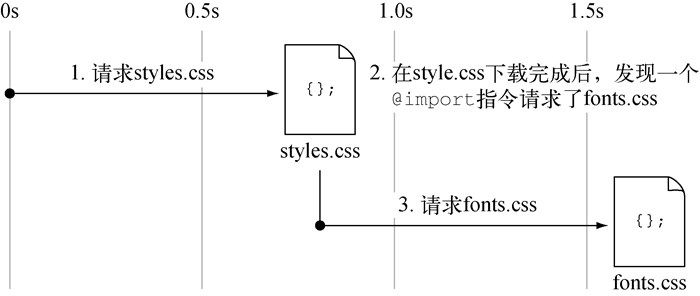 0s 0.5s 1.0s 1.5s
1. 请求styles.css
{};
2. 在style.css下载完成后，发现一个
@import指令请求了fonts.css
styles.css
3. 请求fonts.css
{};
fonts.css